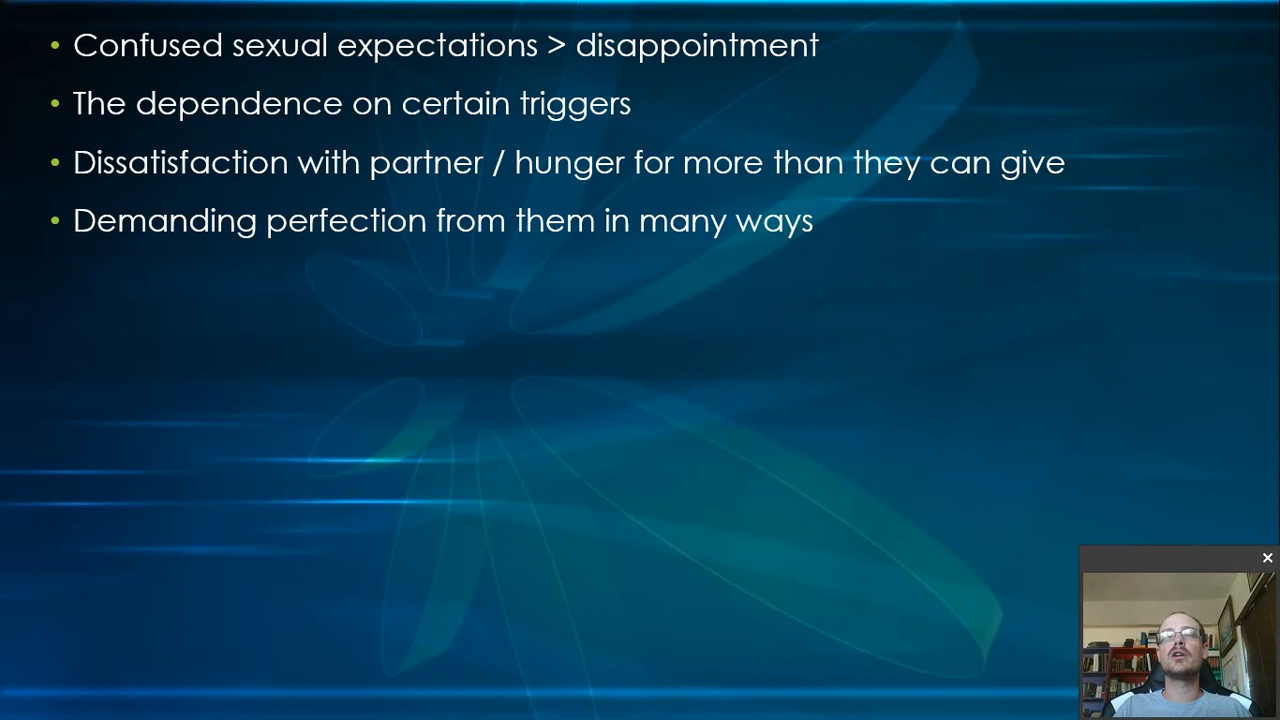 • Confused sexual expectations > disappointment
• The dependence on certain triggers
• Dissatisfaction with partner / hunger for more than they can give
• Demanding perfection from them in many ways